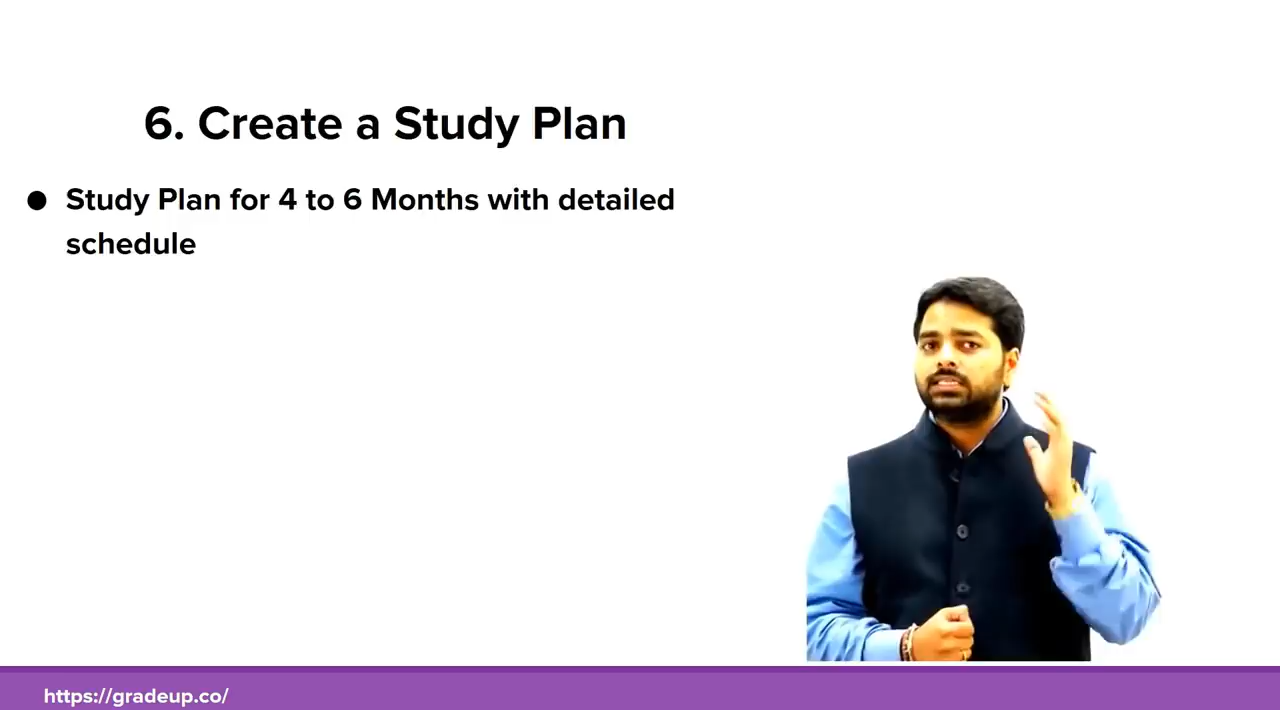 6. Create a Study Plan
● Study Plan for 4 to 6 Months with detailed
schedule
https://gradeup.co/